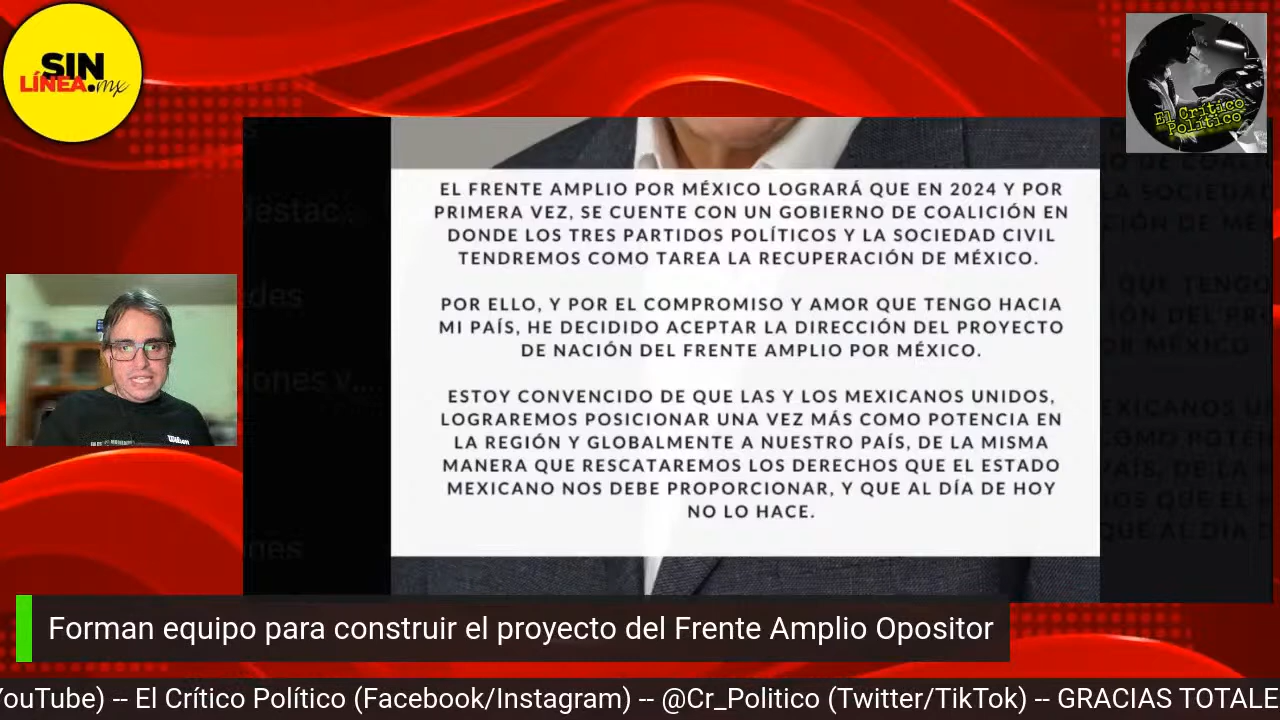 SIN
LÍNEA.mx
El Crítico
Político
EL FRENTE AMPLIO POR MÉXICO LOGRARÁ QUE EN 2024 Y POR
PRIMERA VEZ, SE CUENTE CON UN GOBIERNO DE COALICIÓN EN
DONDE LOS TRES PARTIDOS POLÍTICOS Y LA SOCIEDAD CIVIL
TENDREMOS COMO TAREA LA RECUPERACIÓN DE MÉXICO.
POR ELLO, Y POR EL COMPROMISO Y AMOR QUE TENGO HACIA
MI PAÍS, HE DECIDIDO ACEPTAR LA DIRECCIÓN DEL PROYECTO
DE NACIÓN DEL FRENTE AMPLIO POR MÉXICO.
ESTOY CONVENCIDO DE QUE LAS Y LOS MEXICANOS UNIDOS,
LOGRAREMOS POSICIONAR UNA VEZ MÁS COMO POTENCIA EN
LA REGIÓN Y GLOBALMENTE A NUESTRO PAÍS, DE LA MISMA
MANERA QUE RESCATAREMOS LOS DERECHOS QUE EL ESTADO
MEXICANO NOS DEBE PROPORCIONAR, Y QUE AL DÍA DE HOY
NO LO HACE.
Wilson
Forman equipo para construir el proyecto del Frente Amplio Opositor
YouTube) -- El Crítico Político (Facebook/Instagram) -- @Cr_Politico (Twitter/TikTok) -- GRACIAS TOTALE